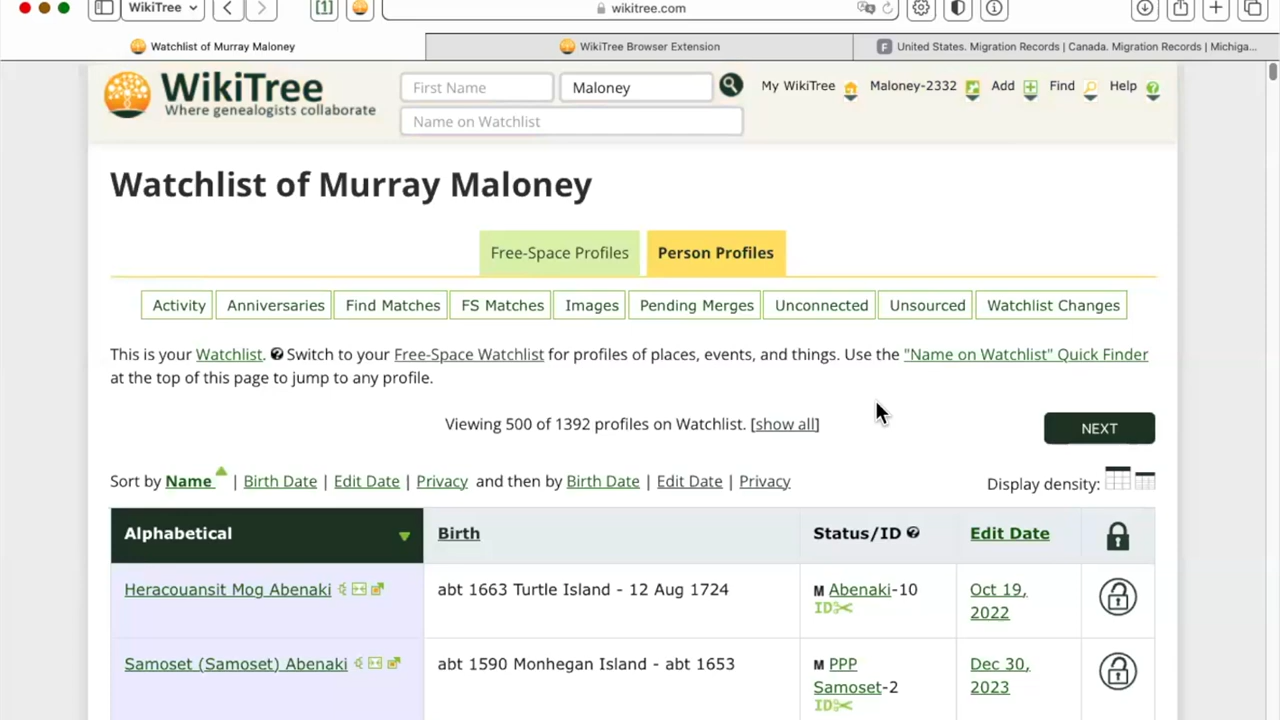 WikiTree
[1]
wikitree.com
Watchlist of Murray Maloney
WikiTree Browser Extension
United States. Migration Records | Canada. Migration Records | Michiga...
WikiTree
Where genealogists collaborate
First Name
Maloney
My WikiTree
Maloney-2332
Add
Find
Help
Name on Watchlist
Watchlist of Murray Maloney
Free-Space Profiles
Person Profiles
Activity
Anniversaries
Find Matches
FS Matches
Images
Pending Merges
Unconnected
Unsourced
Watchlist Changes
This is your Watchlist. Switch to your Free-Space Watchlist for profiles of places, events, and things. Use the "Name on Watchlist" Quick Finder
at the top of this page to jump to any profile.
Viewing 500 of 1392 profiles on Watchlist. [show all]
NEXT
Sort by Name | Birth Date | Edit Date | Privacy and then by Birth Date | Edit Date | Privacy
Display density:
Alphabetical
Birth
Status/ID
Edit Date
Heracouansit Mog Abenaki
abt 1663 Turtle Island - 12 Aug 1724
M Abenaki-10
ID
Oct 19,
2022
Samoset (Samoset) Abenaki
abt 1590 Monhegan Island - abt 1653
M PPP
Samoset-2
ID
Dec 30,
2023